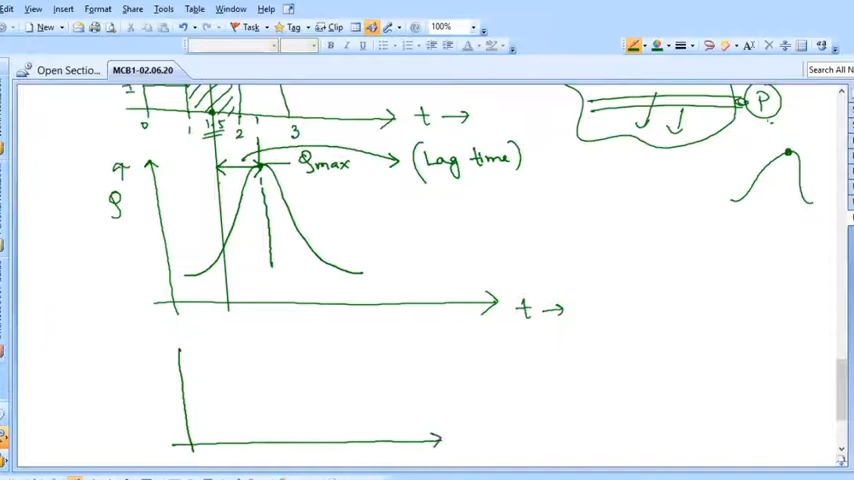 Edit View Insert Format Share Tools Table Window Help
New Task Tag Clip 100%
B I U A
Open Sectio... MCB1-02.06.20 Search All N
I
0 1 1.5 2 3 t → P
Qmax (Lag time)
↑
Q
t →